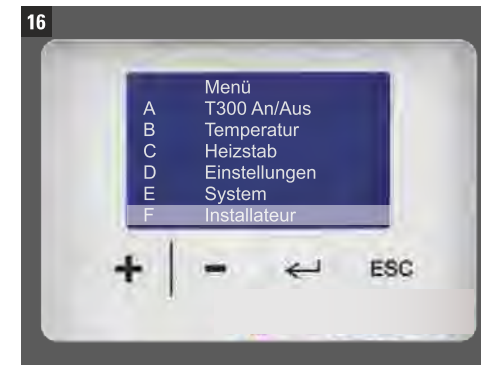 16
Menü
A T300 An/Aus
B Temperatur
C Heizstab
D Einstellungen
E System
F Installateur
+ - ESC